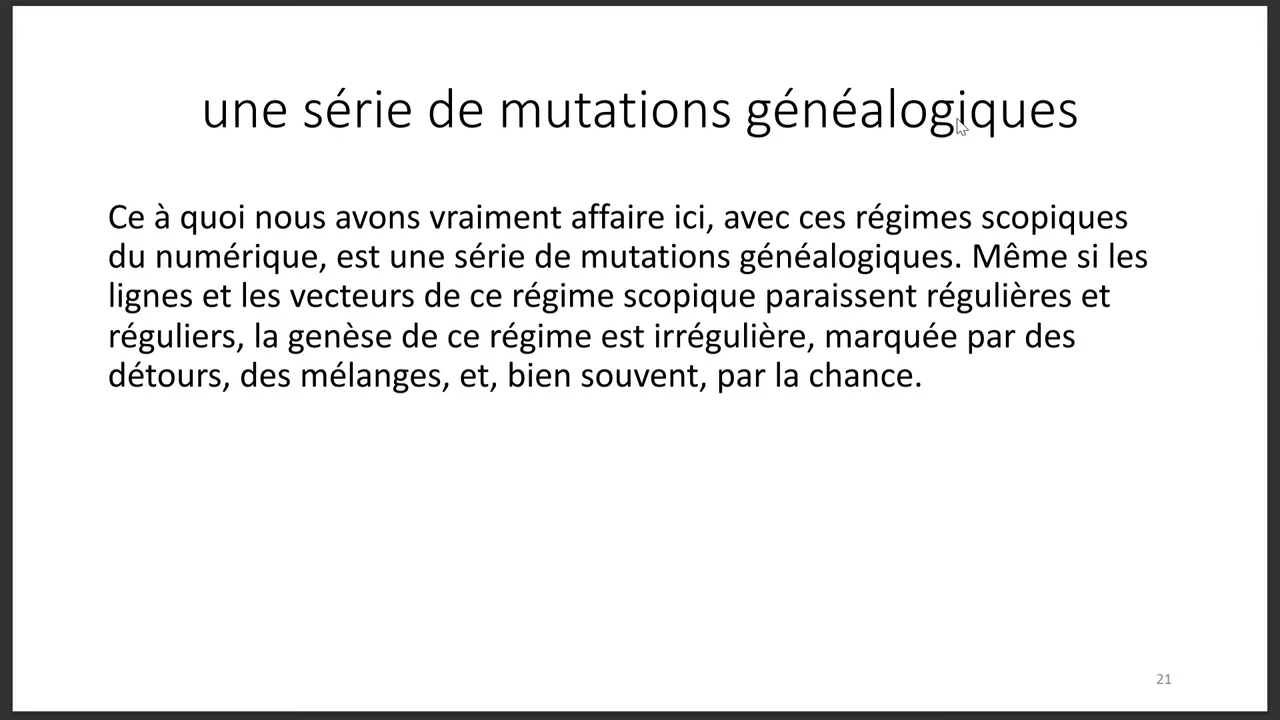 une série de mutations généalogiques
Ce à quoi nous avons vraiment affaire ici, avec ces régimes scopiques
du numérique, est une série de mutations généalogiques. Même si les
lignes et les vecteurs de ce régime scopique paraissent régulières et
réguliers, la genèse de ce régime est irrégulière, marquée par des
détours, des mélanges, et, bien souvent, par la chance.
21